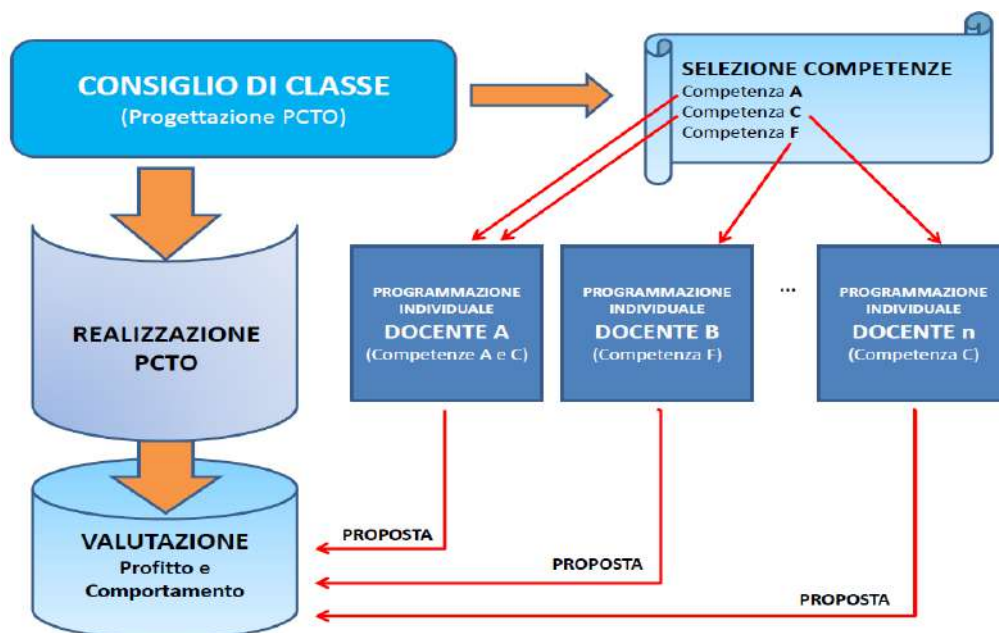 CONSIGLIO DI CLASSE
(Progettazione PCTO)
SELEZIONE COMPETENZE
Competenza A
Competenza C
Competenza F
REALIZZAZIONE
PCTO
PROGRAMMAZIONE
INDIVIDUALE
DOCENTE A
(Competenze A e C)
PROGRAMMAZIONE
INDIVIDUALE
DOCENTE B
(Competenza F)
...
PROGRAMMAZIONE
INDIVIDUALE
DOCENTE n
(Competenza C)
VALUTAZIONE
Profitto e
Comportamento
PROPOSTA
PROPOSTA
PROPOSTA